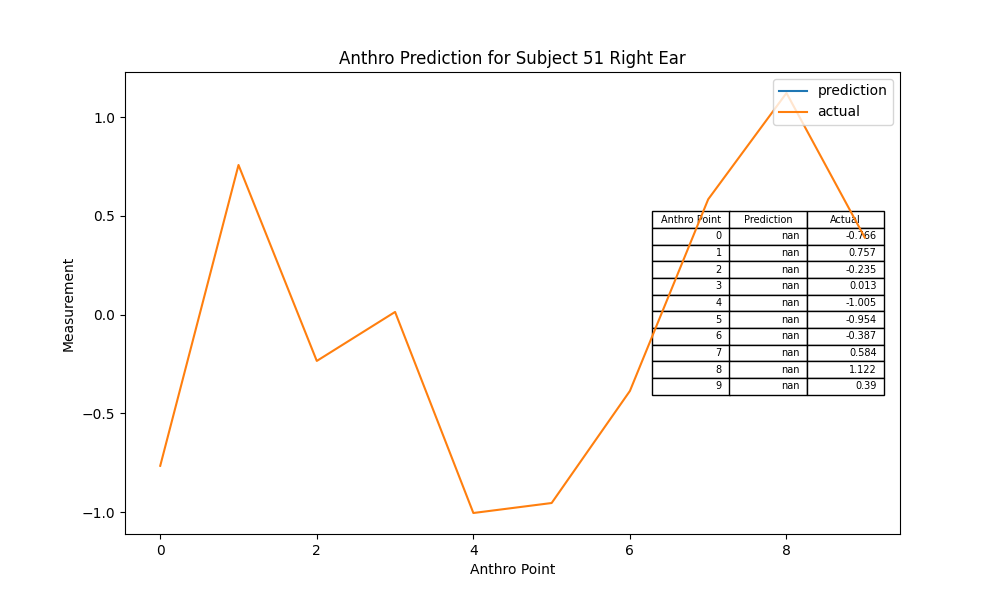 Anthro Prediction for Subject 51 Right Ear
prediction
actual
1.0
0.5
0.0
−0.5
−1.0
Measurement
Anthro Point Prediction Actual
0 nan -0.766
1 nan 0.757
2 nan -0.235
3 nan 0.013
4 nan -1.005
5 nan -0.954
6 nan -0.387
7 nan 0.584
8 nan 1.122
9 nan 0.39
0 2 4 6 8
Anthro Point